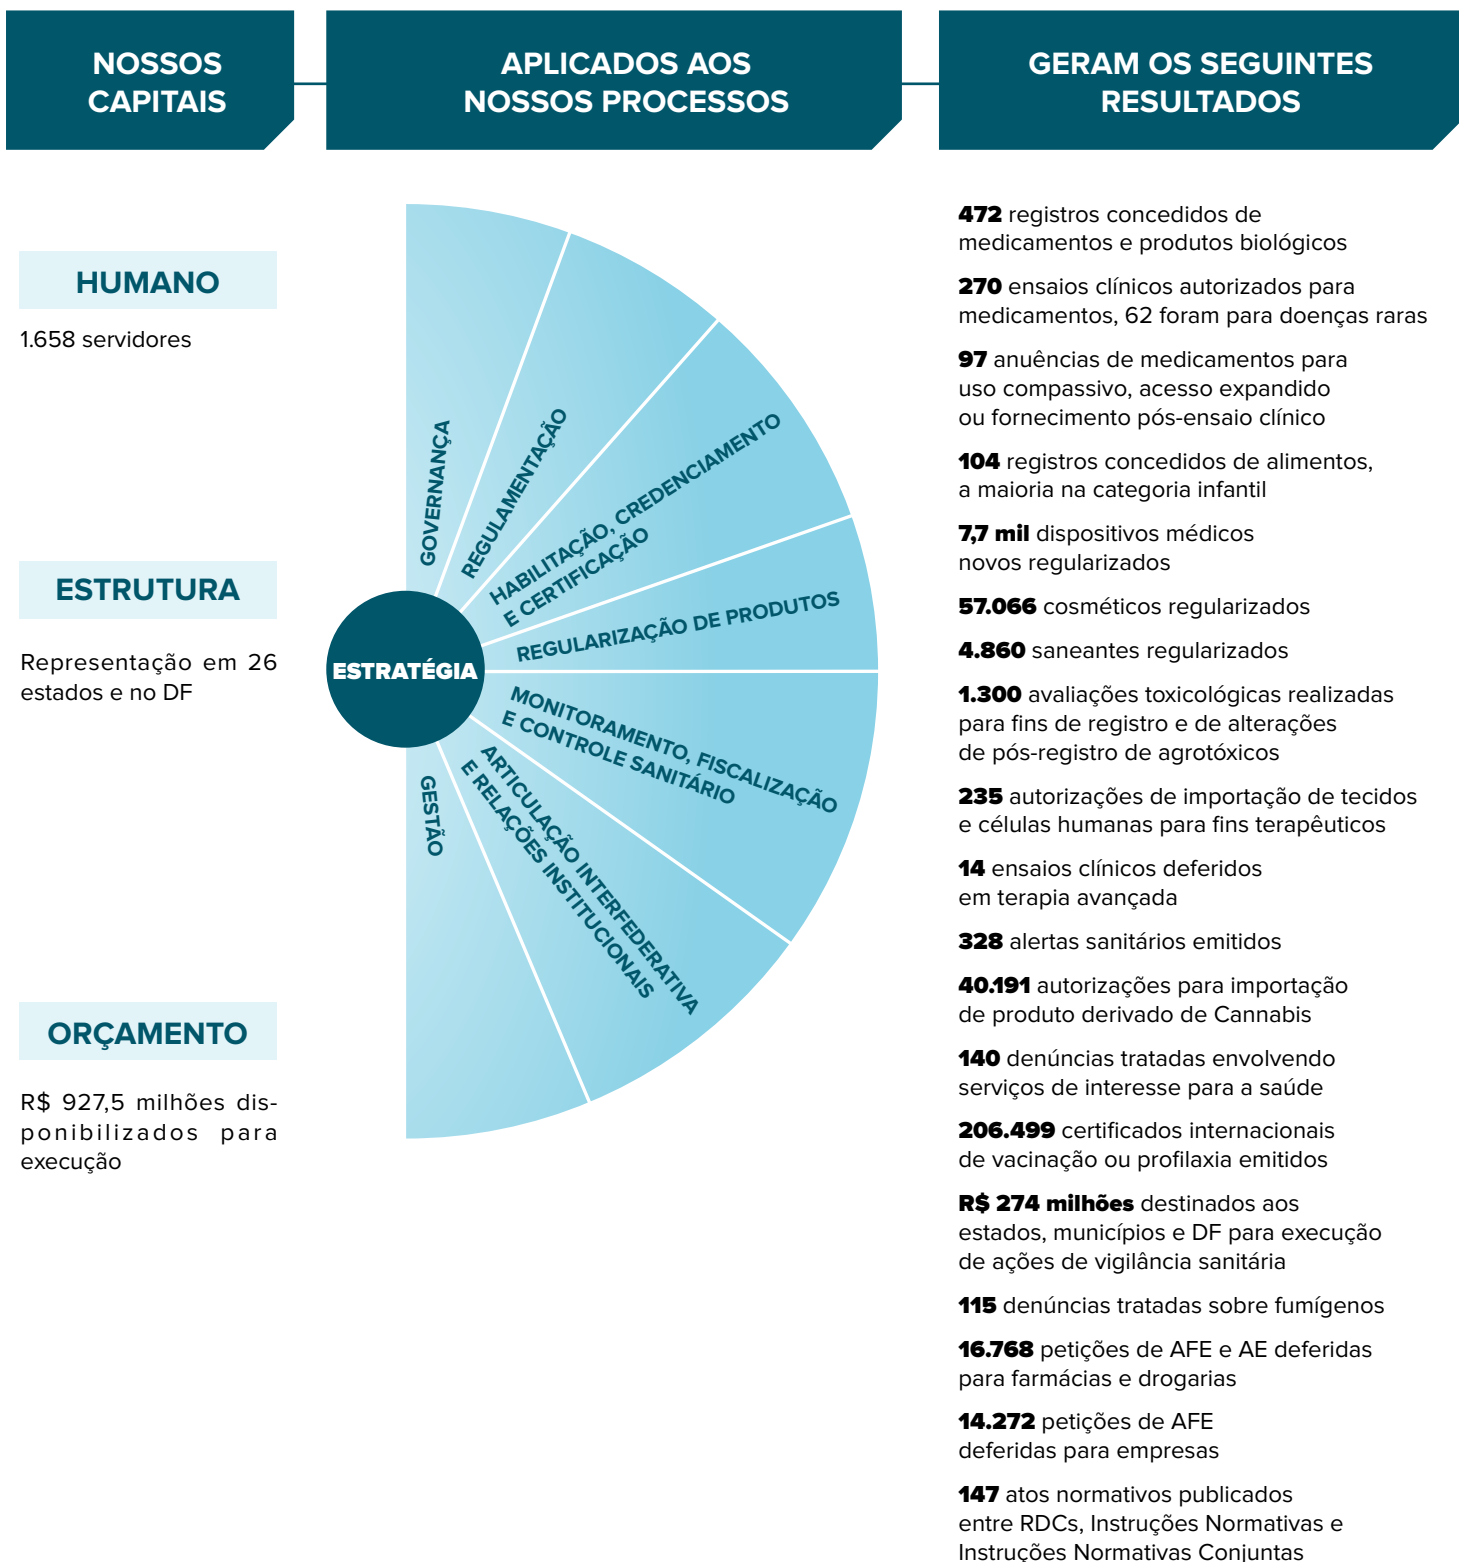 NOSSOS
CAPITAIS
APLICADOS AOS
NOSSOS PROCESSOS
GERAM OS SEGUINTES
RESULTADOS
HUMANO
1.658 servidores
ESTRUTURA
Representação em 26
estados e no DF
ORÇAMENTO
R$ 927,5 milhões dis-
ponibilizados para
execução
ESTRATÉGIA
GOVERNANÇA
REGULAMENTAÇÃO
HABILITAÇÃO, CREDENCIAMENTO
E CERTIFICAÇÃO
REGULARIZAÇÃO DE PRODUTOS
MONITORAMENTO, FISCALIZAÇÃO
E CONTROLE SANITÁRIO
ARTICULAÇÃO INTERFEDERATIVA
E RELAÇÕES INSTITUCIONAIS
GESTÃO
472 registros concedidos de
medicamentos e produtos biológicos
270 ensaios clínicos autorizados para
medicamentos, 62 foram para doenças raras
97 anuências de medicamentos para
uso compassivo, acesso expandido
ou fornecimento pós-ensaio clínico
104 registros concedidos de alimentos,
a maioria na categoria infantil
7,7 mil dispositivos médicos
novos regularizados
57.066 cosméticos regularizados
4.860 saneantes regularizados
1.300 avaliações toxicológicas realizadas
para fins de registro e de alterações
de pós-registro de agrotóxicos
235 autorizações de importação de tecidos
e células humanas para fins terapêuticos
14 ensaios clínicos deferidos
em terapia avançada
328 alertas sanitários emitidos
40.191 autorizações para importação
de produto derivado de Cannabis
140 denúncias tratadas envolvendo
serviços de interesse para a saúde
206.499 certificados internacionais
de vacinação ou profilaxia emitidos
R$ 274 milhões destinados aos
estados, municípios e DF para execução
de ações de vigilância sanitária
115 denúncias tratadas sobre fumígenos
16.768 petições de AFE e AE deferidas
para farmácias e drogarias
14.272 petições de AFE
deferidas para empresas
147 atos normativos publicados
entre RDCs, Instruções Normativas e
Instruções Normativas Conjuntas